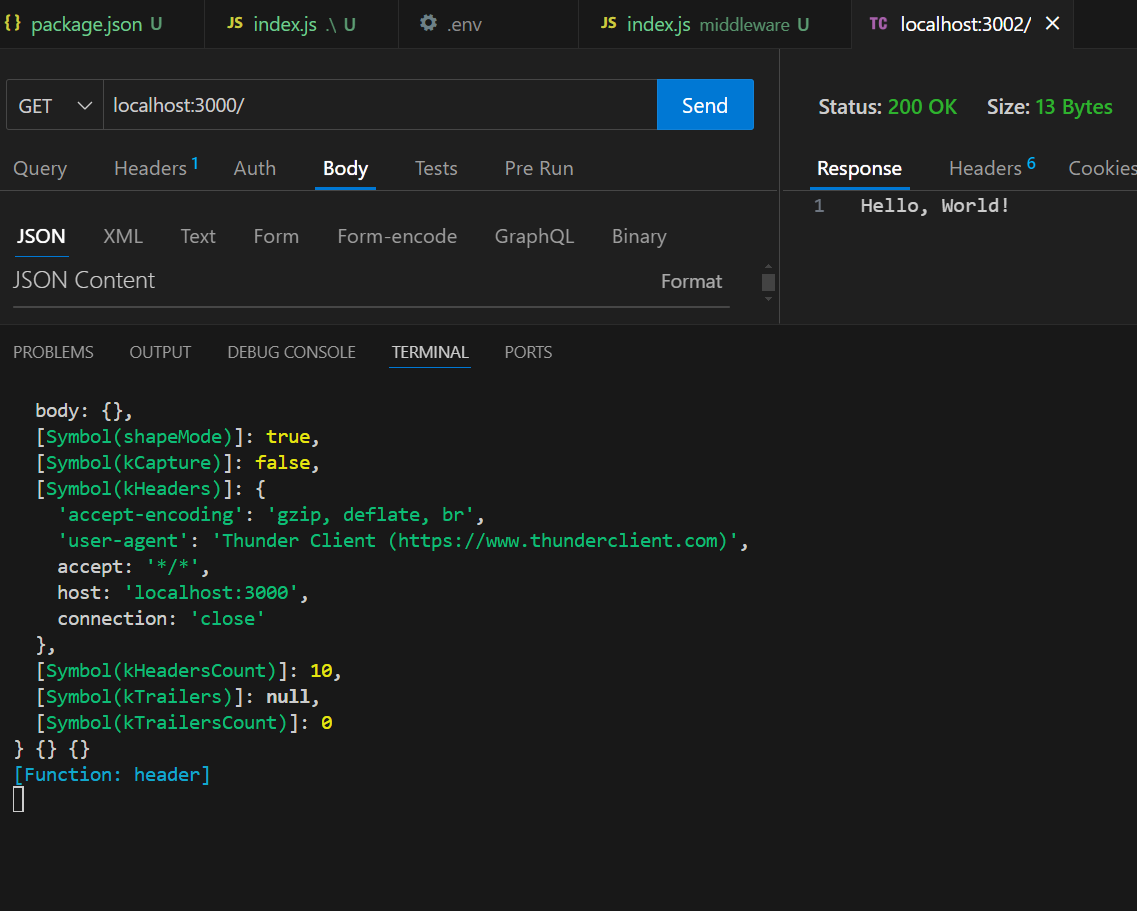 {} package.json U JS index.js .\ U .env JS index.js middleware U TC localhost:3002/ ×
GET localhost:3000/ Send
Status: 200 OK Size: 13 Bytes
Query Headers 1 Auth Body Tests Pre Run
Response Headers 6 Cookies
1 Hello, World!
JSON XML Text Form Form-encode GraphQL Binary
JSON Content Format
PROBLEMS OUTPUT DEBUG CONSOLE TERMINAL PORTS
body: {},
[Symbol(shapeMode)]: true,
[Symbol(kCapture)]: false,
[Symbol(kHeaders)]: {
'accept-encoding': 'gzip, deflate, br',
'user-agent': 'Thunder Client (https://www.thunderclient.com)',
accept: '*/*',
host: 'localhost:3000',
connection: 'close'
},
[Symbol(kHeadersCount)]: 10,
[Symbol(kTrailers)]: null,
[Symbol(kTrailersCount)]: 0
} {} {}
[Function: header]